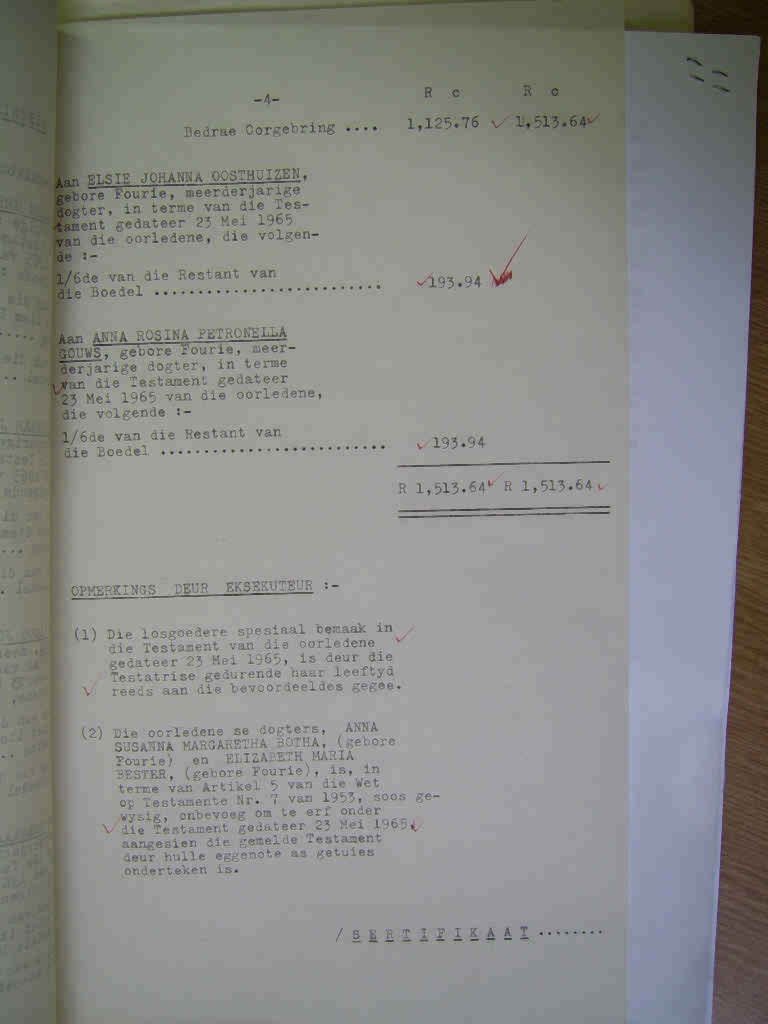 -4-
R c R c
Bedrae Oorgebring .... 1,125.76 1,513.64
Aan ELSIE JOHANNA OOSTHUIZEN,
gebore Fourie, meerderjarige
dogter, in terme van die Tes-
tament gedateer 23 Mei 1965
van die oorledene, die volgen-
de :-
1/6de van die Restant van
die Boedel .......................... 193.94
Aan ANNA ROSINA PETRONELLA
GOUWS, gebore Fourie, meer-
derjarige dogter, in terme
van die Testament gedateer
23 Mei 1965 van die oorledene,
die volgende :-
1/6de van die Restant van
die Boedel .......................... 193.94
R 1,513.64 R 1,513.64
OPMERKINGS DEUR EKSEKUTEUR :-
(1) Die losgoedere spesiaal bemaak in
die Testament van die oorledene
gedateer 23 Mei 1965, is deur die
Testatrise gedurende haar leeftyd
reeds aan die bevoordeeldes gegee.
(2) Die oorledene se dogters, ANNA
SUSANNA MARGARETHA BOTHA, (gebore
Fourie) en ELIZABETH MARIA
BESTER, (gebore Fourie), is, in
terme van Artikel 5 van die Wet
op Testamente Nr. 7 van 1953, soos ge-
wysig, onbevoeg om te erf onder
die Testament gedateer 23 Mei 1965,
aangesien die gemelde Testament
deur hulle eggenote as getuies
onderteken is.
/ SERTIFIKAAT ........